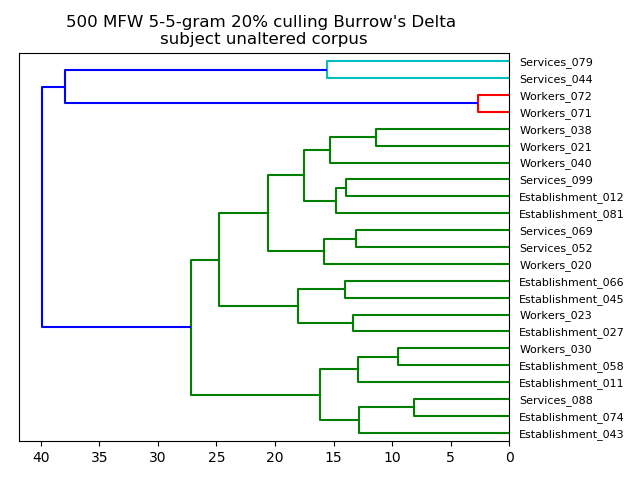 500 MFW 5-5-gram 20% culling Burrow's Delta
subject unaltered corpus
Services_079
Services_044
Workers_072
Workers_071
Workers_038
Workers_021
Workers_040
Services_099
Establishment_012
Establishment_081
Services_069
Services_052
Workers_020
Establishment_066
Establishment_045
Workers_023
Establishment_027
Workers_030
Establishment_058
Establishment_011
Services_088
Establishment_074
Establishment_043
40 35 30 25 20 15 10 5 0